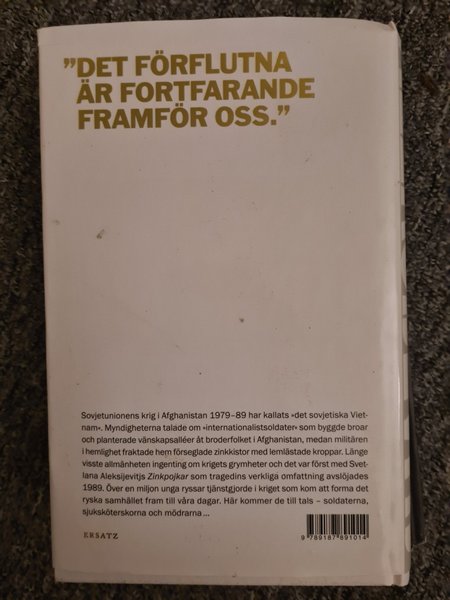 ”DET FÖRFLUTNA
ÄR FORTFARANDE
FRAMFÖR OSS.”
Sovjetunionens krig i Afghanistan 1979–89 har kallats »det sovjetiska Viet-
nam». Myndigheterna talade om »internationalistsoldater» som byggde broar
och planterade vänskapsalléer åt broderfolket i Afghanistan, medan militären
i hemlighet fraktade hem förseglade zinkkistor med lemlästade kroppar. Länge
visste allmänheten ingenting om krigets grymheter och det var först med Svet-
lana Aleksijevitjs Zinkpojkar som tragedins verkliga omfattning avslöjades
1989. Över en miljon unga ryssar tjänstgjorde i kriget som kom att forma det
ryska samhället fram till våra dagar. Här kommer de till tals – soldaterna,
sjuksköterskorna och mödrarna ...
ERSATZ
9 789187 891014